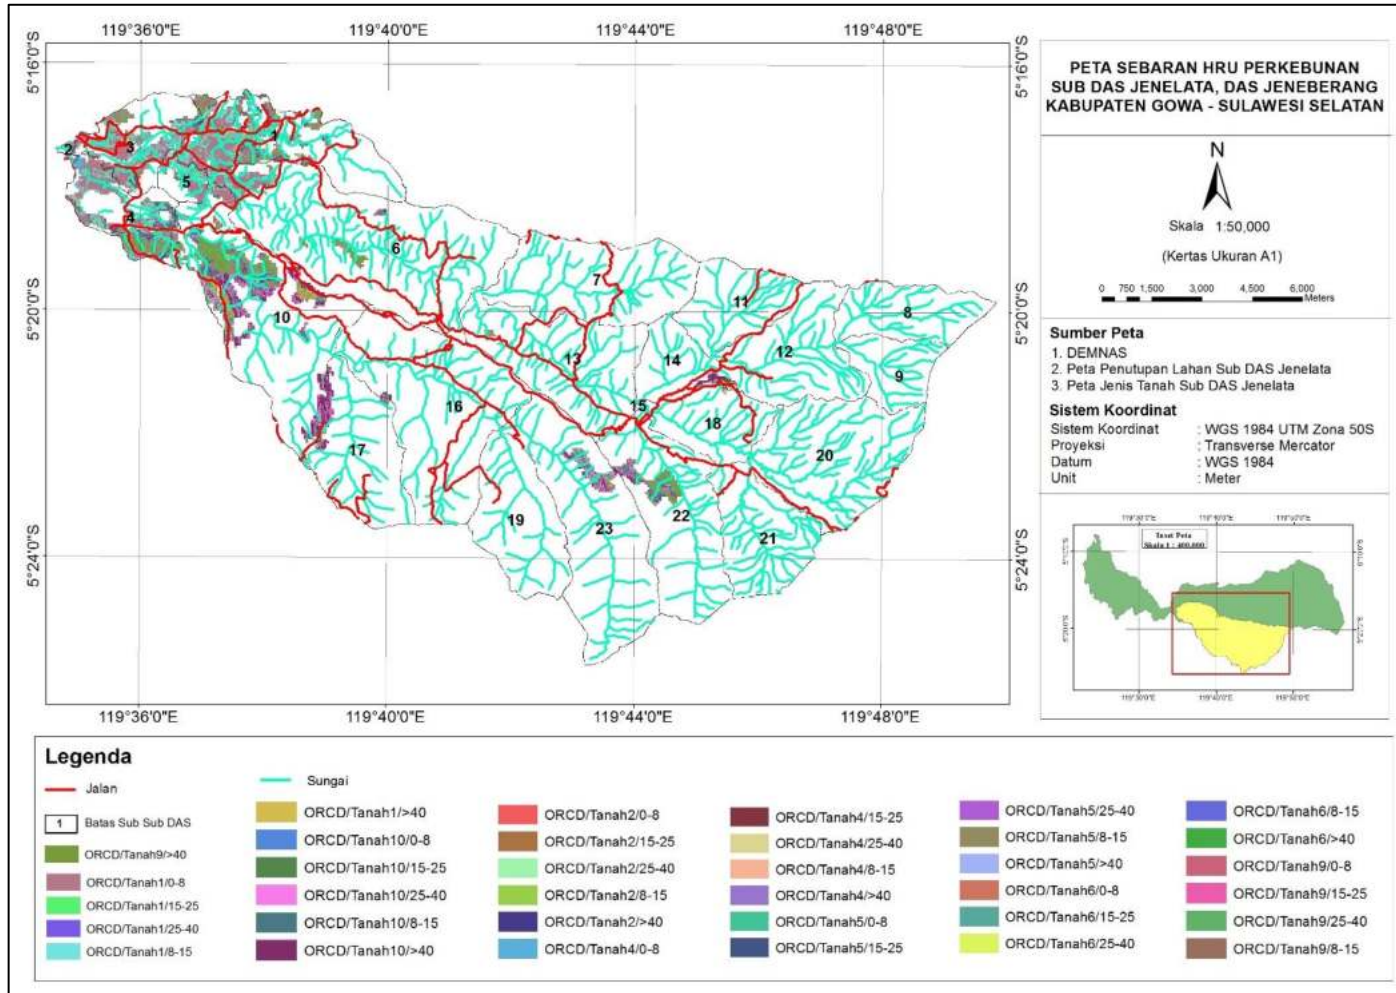 119°36'0"E 119°40'0"E 119°44'0"E 119°48'0"E
5°16'0"S
5°20'0"S
5°24'0"S
1
2
3
4
5
6
7
8
9
10
11
12
13
14
15
16
17
18
19
20
21
22
23
5°16'0"S
5°20'0"S
5°24'0"S
119°36'0"E 119°40'0"E 119°44'0"E 119°48'0"E
PETA SEBARAN HRU PERKEBUNAN
SUB DAS JENELATA, DAS JENEBERANG
KABUPATEN GOWA - SULAWESI SELATAN
N
Skala 1:50,000
(Kertas Ukuran A1)
0 750 1,500 3,000 4,500 6,000
Meters
Sumber Peta
1. DEMNAS
2. Peta Penutupan Lahan Sub DAS Jenelata
3. Peta Jenis Tanah Sub DAS Jenelata
Sistem Koordinat
Sistem Koordinat : WGS 1984 UTM Zona 50S
Proyeksi : Transverse Mercator
Datum : WGS 1984
Unit : Meter
Inset Peta
Skala 1 : 400.000
Legenda
Jalan
1 Batas Sub Sub DAS
ORCD/Tanah9/>40
ORCD/Tanah1/0-8
ORCD/Tanah1/15-25
ORCD/Tanah1/25-40
ORCD/Tanah1/8-15
Sungai
ORCD/Tanah1/>40
ORCD/Tanah10/0-8
ORCD/Tanah10/15-25
ORCD/Tanah10/25-40
ORCD/Tanah10/8-15
ORCD/Tanah10/>40
ORCD/Tanah2/0-8
ORCD/Tanah2/15-25
ORCD/Tanah2/25-40
ORCD/Tanah2/8-15
ORCD/Tanah2/>40
ORCD/Tanah4/0-8
ORCD/Tanah4/15-25
ORCD/Tanah4/25-40
ORCD/Tanah4/8-15
ORCD/Tanah4/>40
ORCD/Tanah5/0-8
ORCD/Tanah5/15-25
ORCD/Tanah5/25-40
ORCD/Tanah5/8-15
ORCD/Tanah5/>40
ORCD/Tanah6/0-8
ORCD/Tanah6/15-25
ORCD/Tanah6/25-40
ORCD/Tanah6/8-15
ORCD/Tanah6/>40
ORCD/Tanah9/0-8
ORCD/Tanah9/15-25
ORCD/Tanah9/25-40
ORCD/Tanah9/8-15